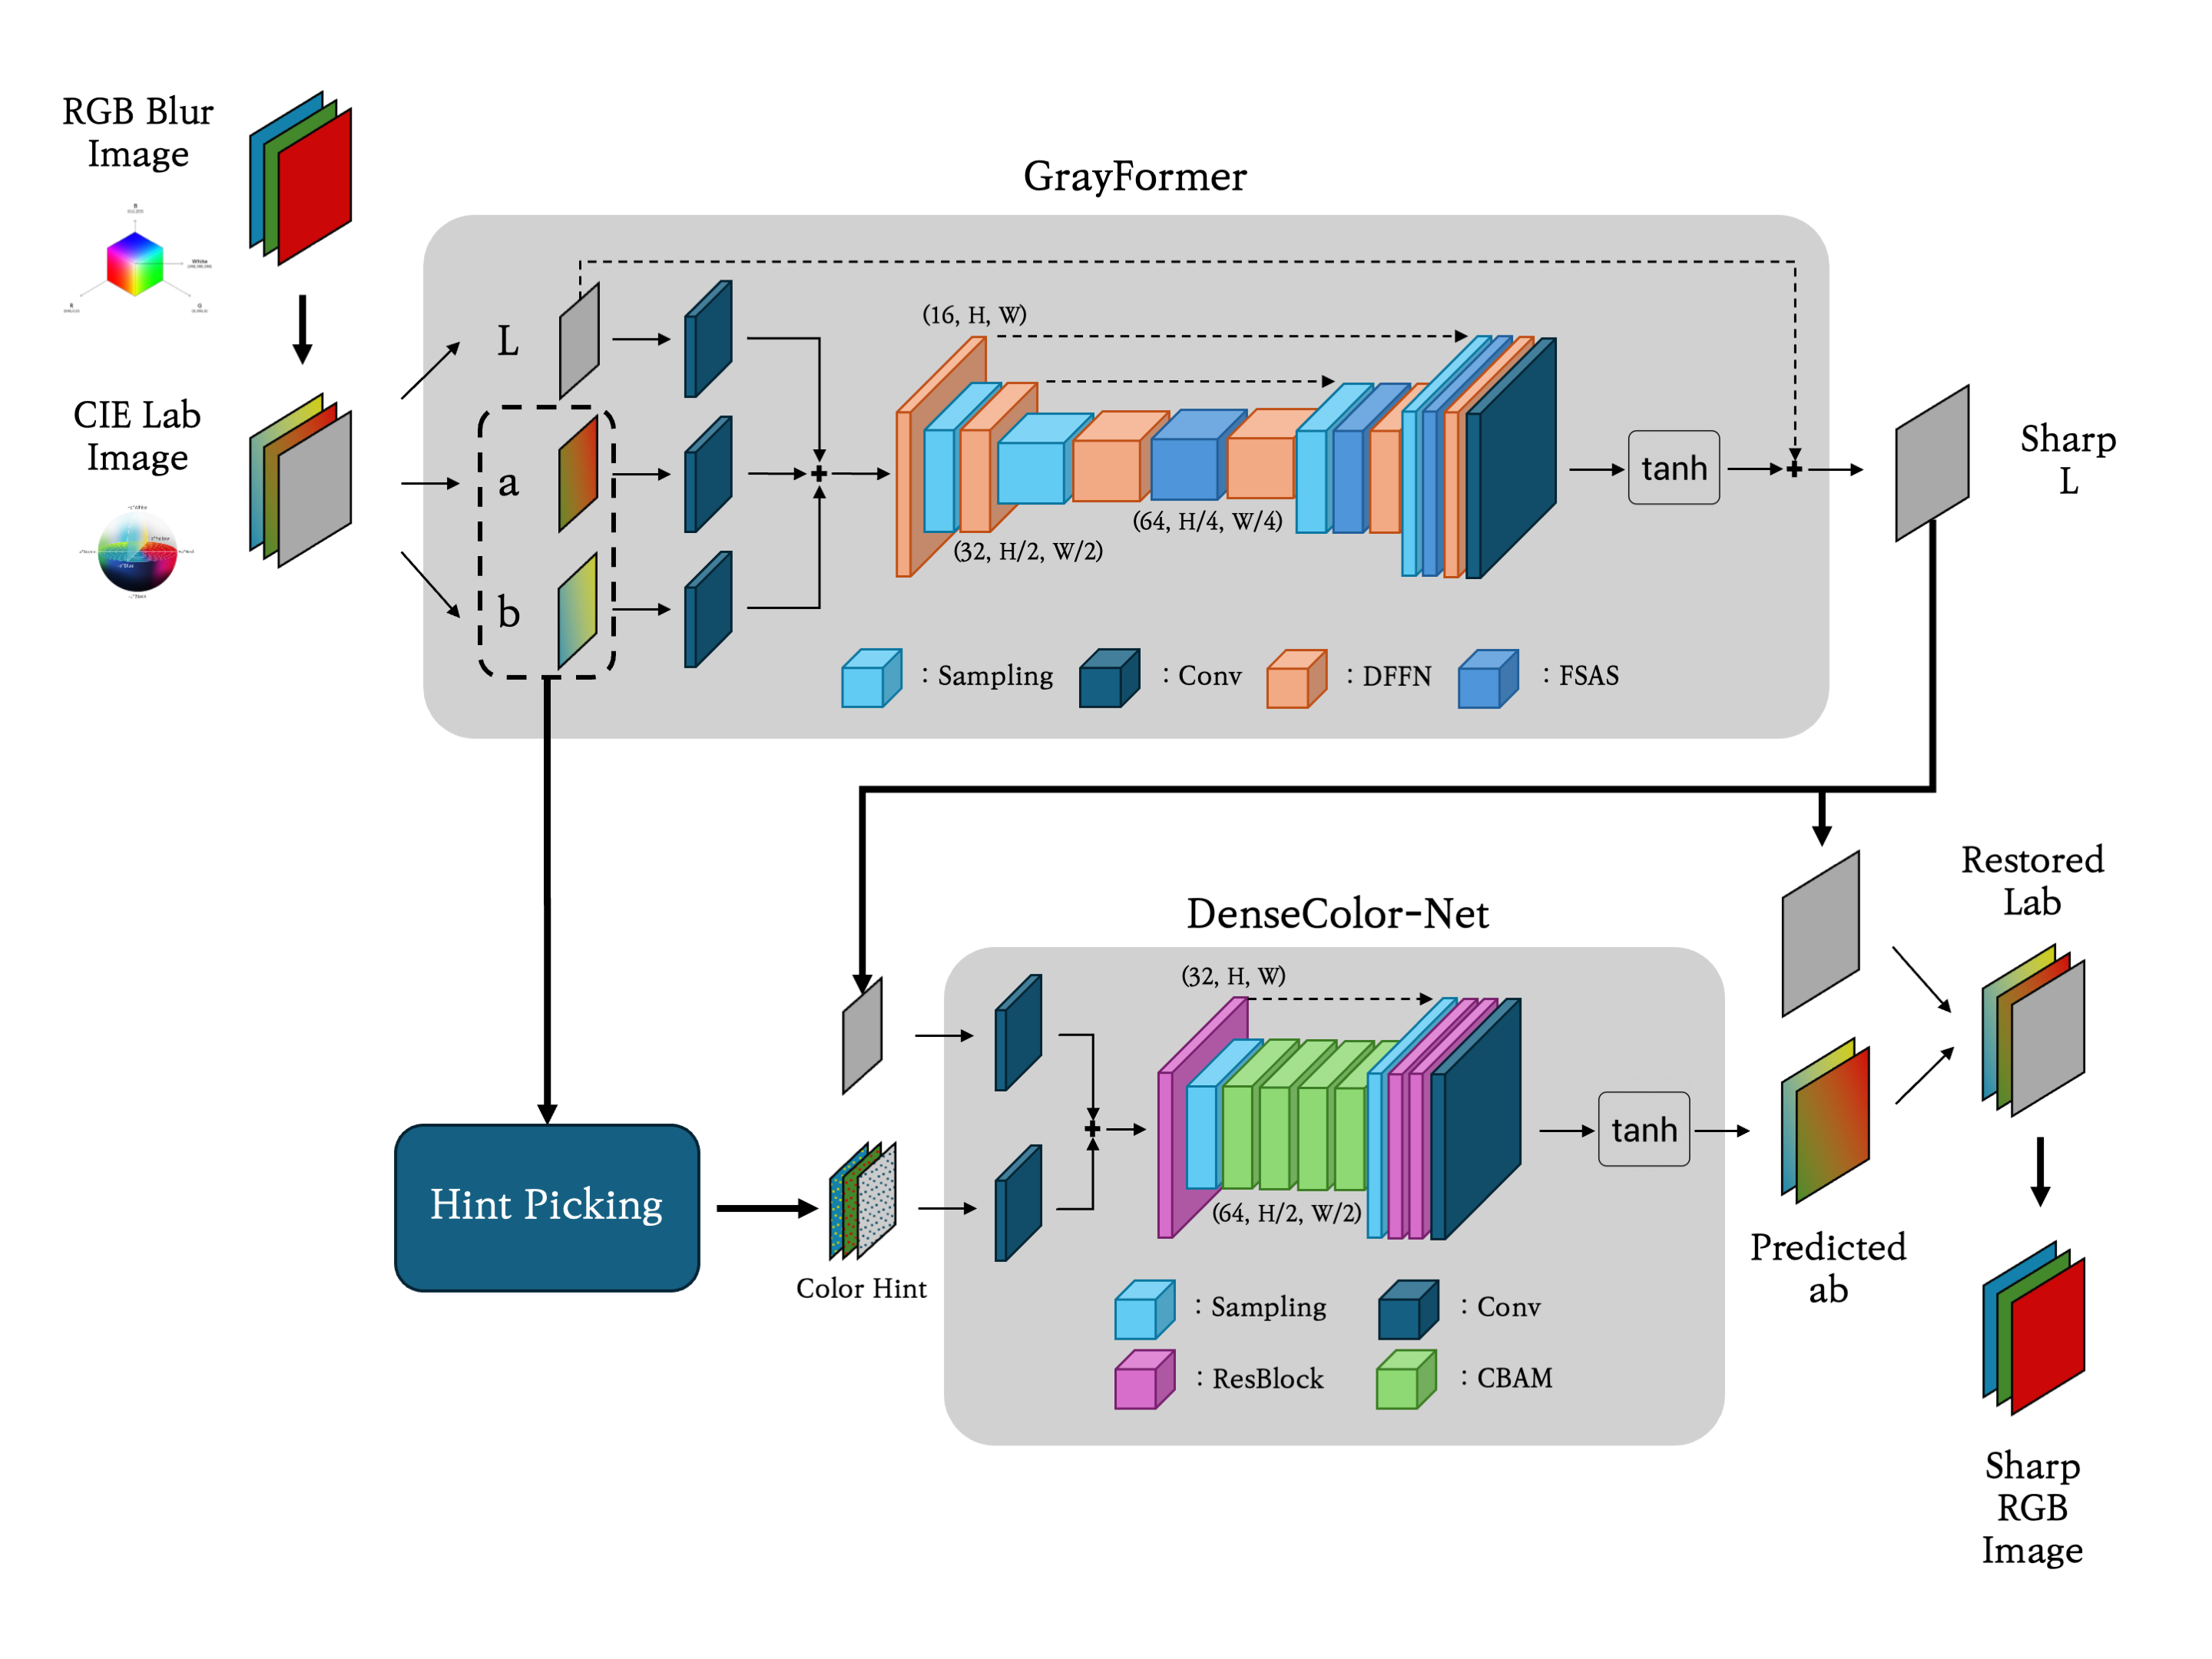 RGB Blur
Image
B
White
R
G
CIE Lab
Image
GrayFormer
L
a
b
(16, H, W)
(32, H/2, W/2)
(64, H/4, W/4)
tanh
: Sampling
: Conv
: DFFN
: FSAS
Sharp
L
Hint Picking
Color Hint
DenseColor-Net
(32, H, W)
(64, H/2, W/2)
tanh
: Sampling
: Conv
: ResBlock
: CBAM
Predicted
ab
Restored
Lab
Sharp
RGB
Image